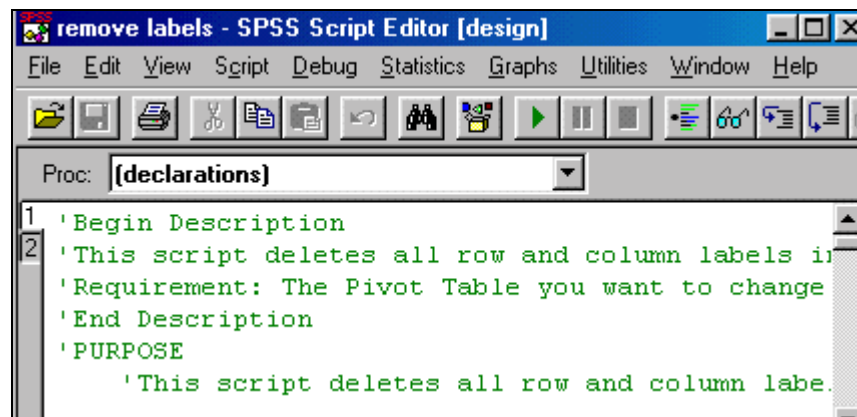 remove labels - SPSS Script Editor [design]
File Edit View Script Debug Statistics Graphs Utilities Window Help
Proc: (declarations)
1 'Begin Description
2 'This script deletes all row and column labels
'Requirement: The Pivot Table you want to change
'End Description
'PURPOSE
'This script deletes all row and column labe